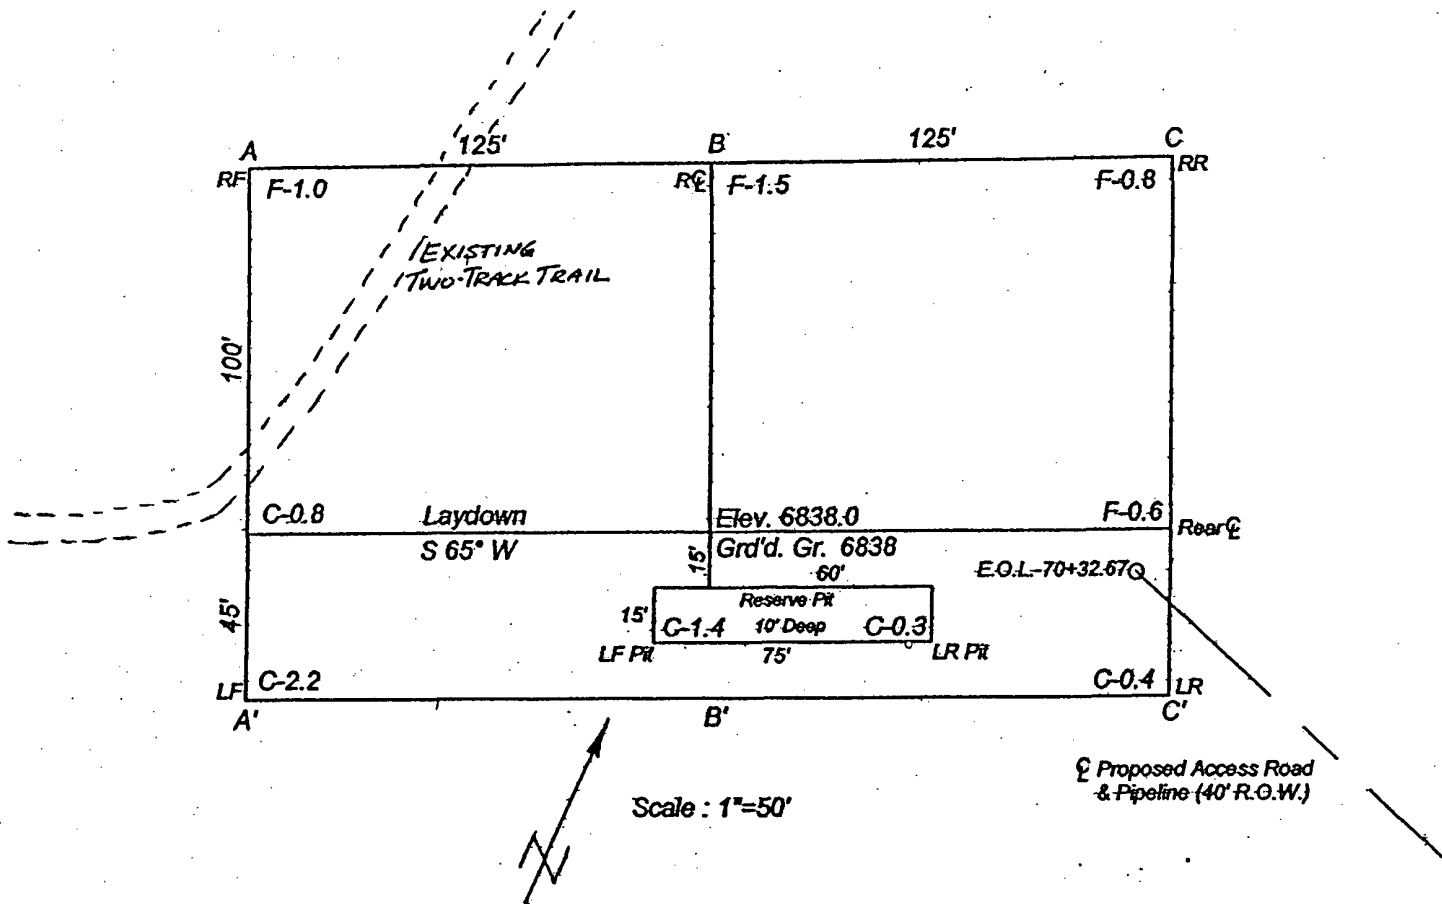 A 125' B 125' C
RF F-1.0 R℄ F-1.5 F-0.8 RR
/EXISTING
TWO-TRACK TRAIL
100'
C-0.8 Laydown Elev. 6838.0 F-0.6 Rear ℄
S 65° W 15' Grd'd. Gr. 6838
60' E.O.L.-70+32.67
Reserve Pit
45' 15' C-1.4 10' Deep C-0.3
LF Pit 75' LR Pit
LF C-2.2 C-0.4 LR
A' B' C'
℄ Proposed Access Road
& Pipeline (40' R.O.W.)
Scale : 1"=50'
N